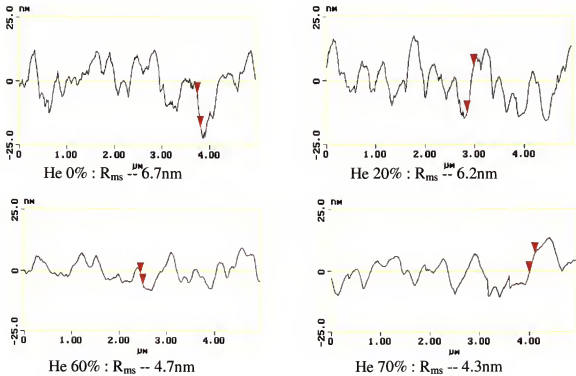 25.0 nM
0
-25.0
1.00 2.00 3.00 4.00
μM
He 0% : Rms -- 6.7nm
25.0 nM
0
-25.0
1.00 2.00 3.00 4.00
μM
He 20% : Rms -- 6.2nm
25.0 nM
0
-25.0
1.00 2.00 3.00 4.00
μM
He 60% : Rms -- 4.7nm
25.0 nM
0
-25.0
1.00 2.00 3.00 4.00
μM
He 70% : Rms -- 4.3nm